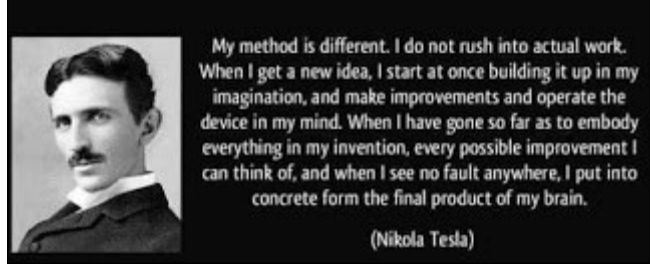 My method is different. I do not rush into actual work.
When I get a new idea, I start at once building it up in my
imagination, and make improvements and operate the
device in my mind. When I have gone so far as to embody
everything in my invention, every possible improvement I
can think of, and when I see no fault anywhere, I put into
concrete form the final product of my brain.
(Nikola Tesla)